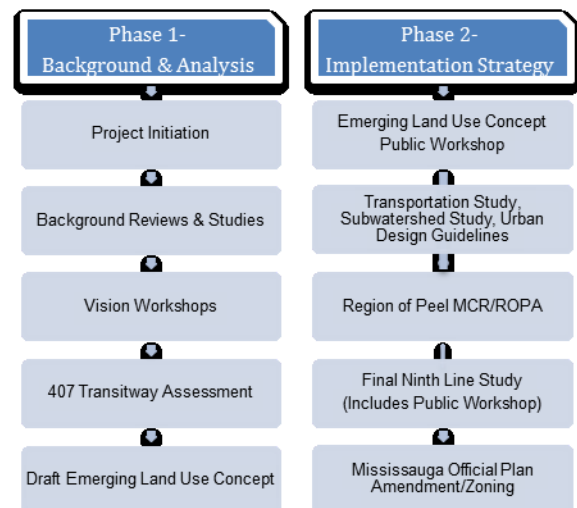 Phase 1-
Background & Analysis
Project Initiation
Background Reviews & Studies
Vision Workshops
407 Transitway Assessment
Draft Emerging Land Use Concept
Phase 2-
Implementation Strategy
Emerging Land Use Concept
Public Workshop
Transportation Study,
Subwatershed Study, Urban
Design Guidelines
Region of Peel MCR/ROPA
Final Ninth Line Study
(Includes Public Workshop)
Mississauga Official Plan
Amendment/Zoning